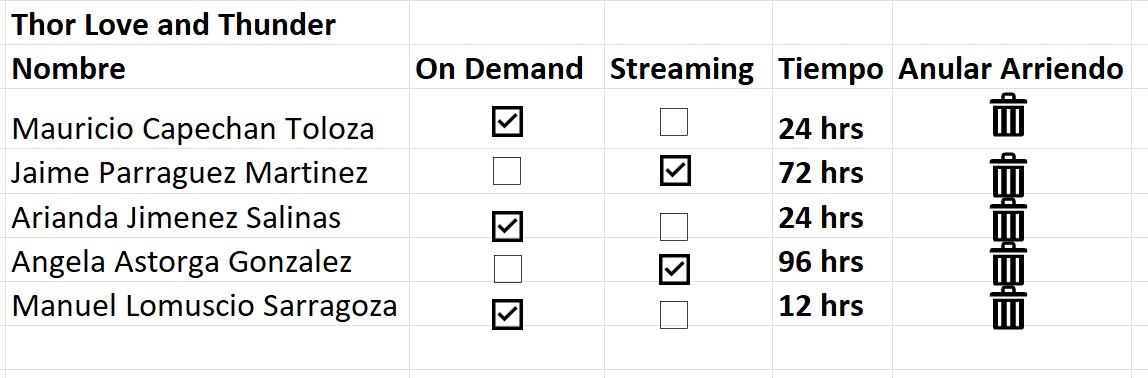 Thor Love and Thunder
Nombre On Demand Streaming Tiempo Anular Arriendo
Mauricio Capechan Toloza 24 hrs
Jaime Parraguez Martinez 72 hrs
Arianda Jimenez Salinas 24 hrs
Angela Astorga Gonzalez 96 hrs
Manuel Lomuscio Sarragoza 12 hrs